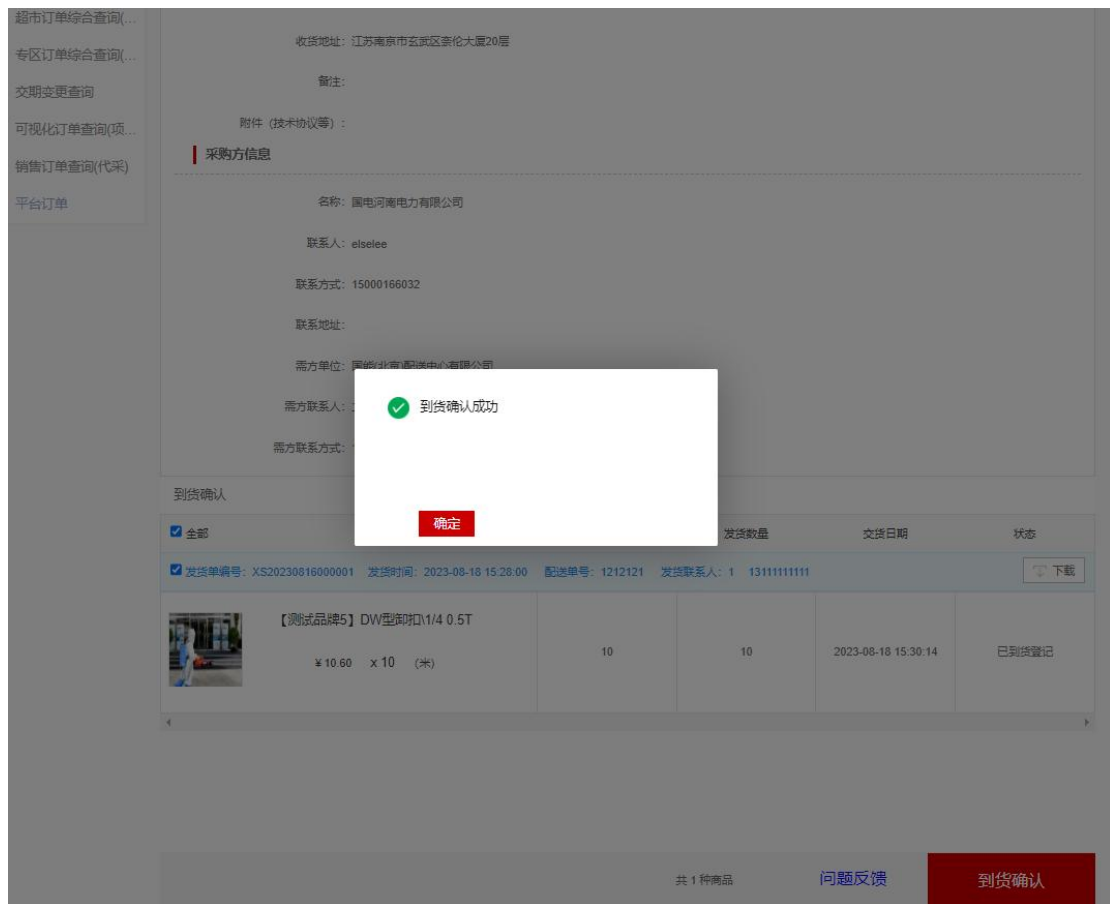 超市订单综合查询(...
专区订单综合查询(...
交期变更查询
可视化订单查询(项...
销售订单查询(代采)
平台订单
收货地址：江苏南京市玄武区奈伦大厦20层
备注：
附件（技术协议等）：
采购方信息
名称：国电河南电力有限公司
联系人：elselee
联系方式：15000166032
联系地址：
需方单位：国能(北京)配送中心有限公司
需方联系人：
需方联系方式：
到货确认成功
确定
到货确认
全部 发货数量 交货日期 状态
发货单编号：XS20230816000001 发货时间：2023-08-18 15:28:00 配送单号：1212121 发货联系人：1 13111111111 下载
【测试品牌5】DW型卸扣\1/4 0.5T
¥ 10.60 x 10 (米) 10 10 2023-08-18 15:30:14 已到货登记
共 1 种商品 问题反馈 到货确认